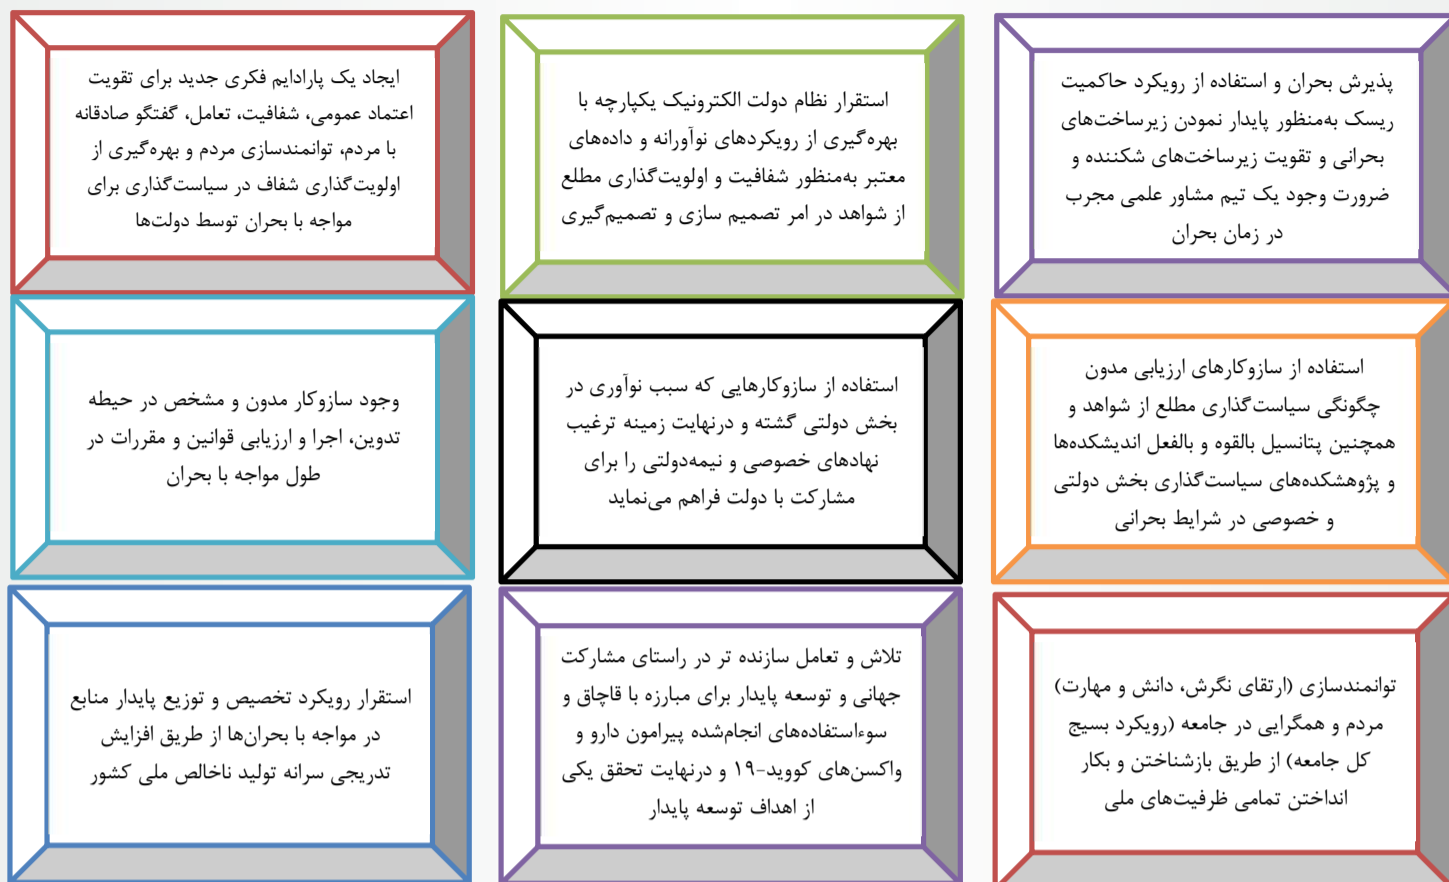 پذیرش بحران و استفاده از رویکرد حاکمیت
ریسک به‌منظور پایدار نمودن زیرساخت‌های
بحرانی و تقویت زیرساخت‌های شکننده و
ضرورت وجود یک تیم مشاور علمی مجرب
در زمان بحران
استقرار نظام دولت الکترونیک یکپارچه با
بهره‌گیری از رویکردهای نوآورانه و داده‌های
معتبر به‌منظور شفافیت و اولویت‌گذاری مطلع
از شواهد در امر تصمیم سازی و تصمیم‌گیری
ایجاد یک پارادایم فکری جدید برای تقویت
اعتماد عمومی، شفافیت، تعامل، گفتگو صادقانه
با مردم، توانمندسازی مردم و بهره‌گیری از
اولویت‌گذاری شفاف در سیاست‌گذاری برای
مواجه با بحران توسط دولت‌ها
استفاده از سازوکارهای ارزیابی مدون
چگونگی سیاست‌گذاری مطلع از شواهد و
همچنین پتانسیل بالقوه و بالفعل اندیشکده‌ها
و پژوهشکده‌های سیاست‌گذاری بخش دولتی
و خصوصی در شرایط بحرانی
استفاده از سازوکارهایی که سبب نوآوری در
بخش دولتی گشته و درنهایت زمینه ترغیب
نهادهای خصوصی و نیمه‌دولتی را برای
مشارکت با دولت فراهم می‌نماید
وجود سازوکار مدون و مشخص در حیطه
تدوین، اجرا و ارزیابی قوانین و مقررات در
طول مواجه با بحران
توانمندسازی (ارتقای نگرش، دانش و مهارت)
مردم و همگرایی در جامعه (رویکرد بسیج
کل جامعه) از طریق بازشناختن و بکار
انداختن تمامی ظرفیت‌های ملی
تلاش و تعامل سازنده تر در راستای مشارکت
جهانی و توسعه پایدار برای مبارزه با قاچاق و
سوءاستفاده‌های انجام‌شده پیرامون دارو و
واکسن‌های کووید-۱۹ و درنهایت تحقق یکی
از اهداف توسعه پایدار
استقرار رویکرد تخصیص و توزیع پایدار منابع
در مواجه با بحران‌ها از طریق افزایش
تدریجی سرانه تولید ناخالص ملی کشور